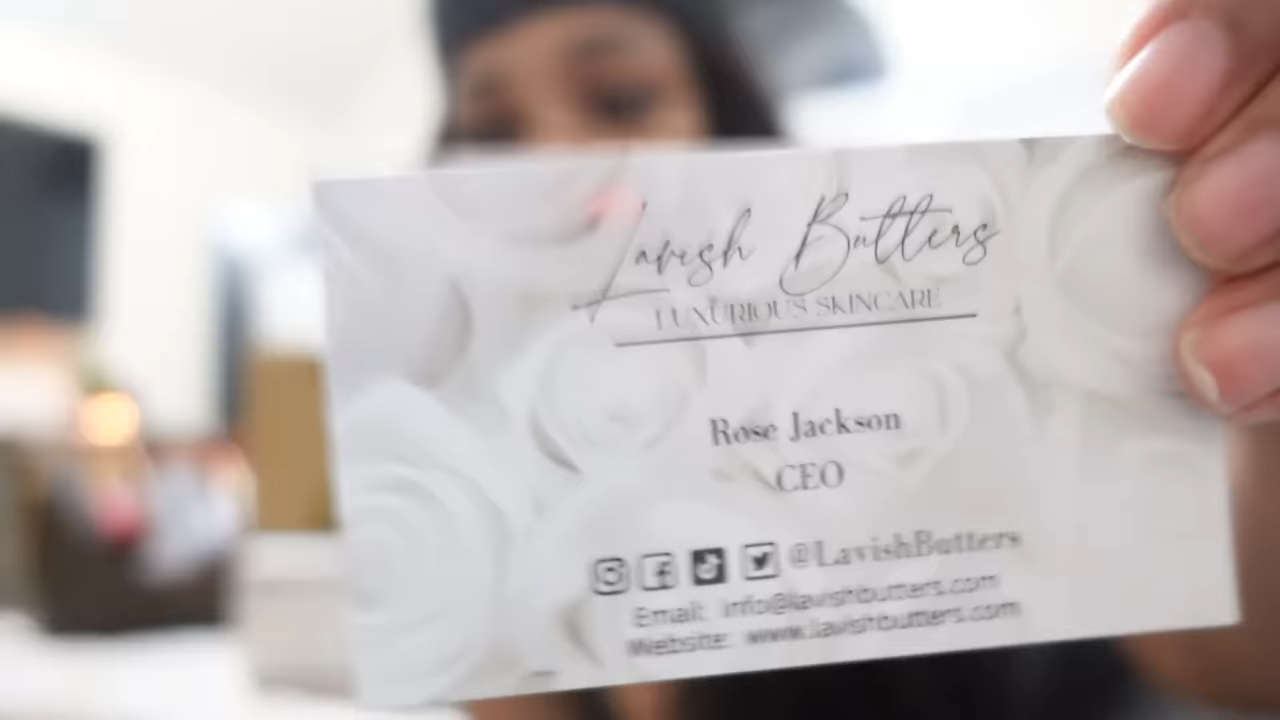 Lavish Butters
LUXURIOUS SKINCARE
Rose Jackson
CEO
@LavishButters
Email: info@lavishbutters.com
Website: www.lavishbutters.com